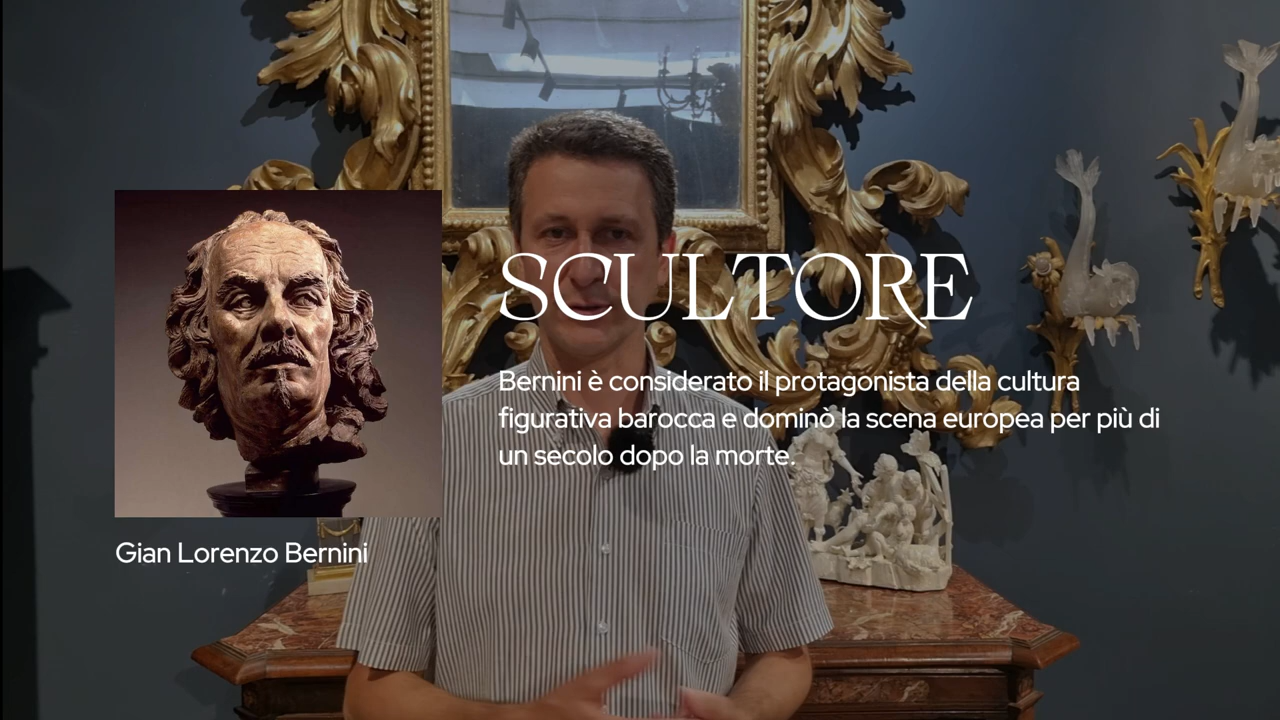 SCULTORE
Bernini è considerato il protagonista della cultura
figurativa barocca e dominò la scena europea per più di
un secolo dopo la morte.
Gian Lorenzo Bernini